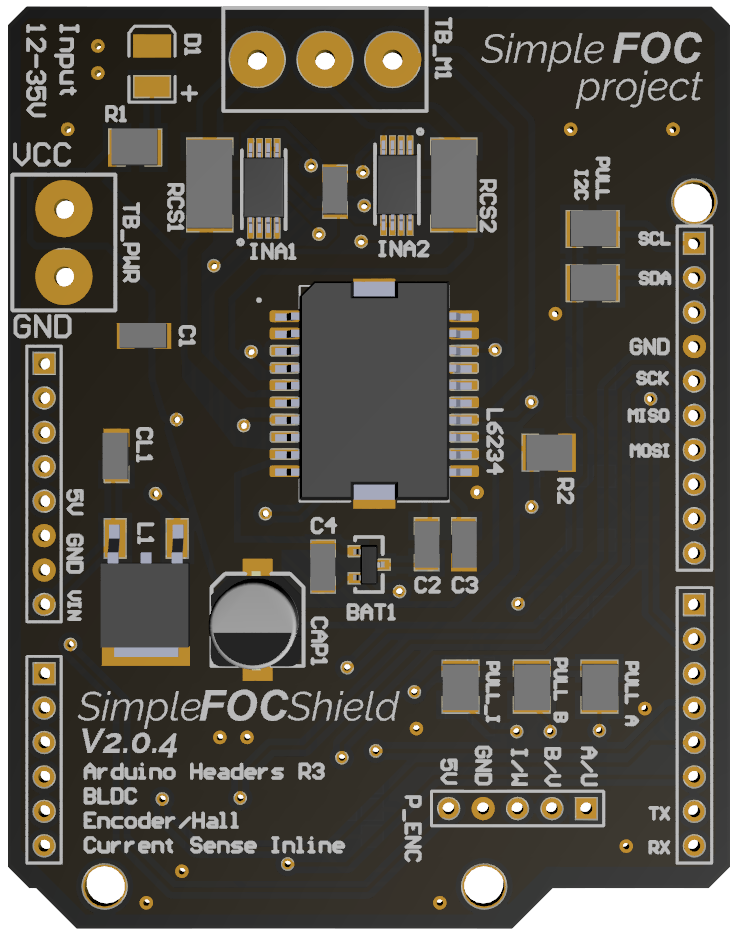 Input
12-35V
D1
+
TB_M1
Simple FOC
project
R1
VCC
TB_PWR
GND
RCS1
INA1
INA2
RCS2
PULL
I2C
SCL
SDA
GND
SCK
MISO
MOSI
C1
L6234
CL1
R2
5V
GND
VIN
L1
C4
C2
C3
BAT1
CAP1
SimpleFOCShield
V2.0.4
Arduino Headers R3
BLDC
Encoder/Hall
Current Sense Inline
PULL_I
PULL_B
PULL_A
5V
GND
I/W
B/V
A/U
P_ENC
TX
RX